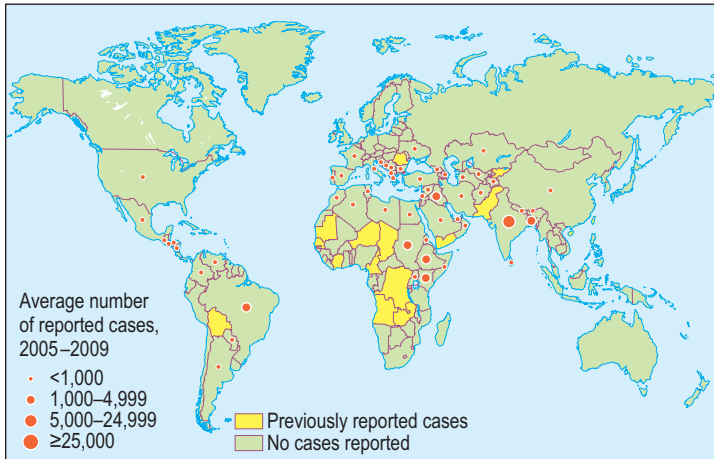 Average number
of reported cases,
2005–2009
<1,000
1,000–4,999
5,000–24,999
≥25,000
Previously reported cases
No cases reported